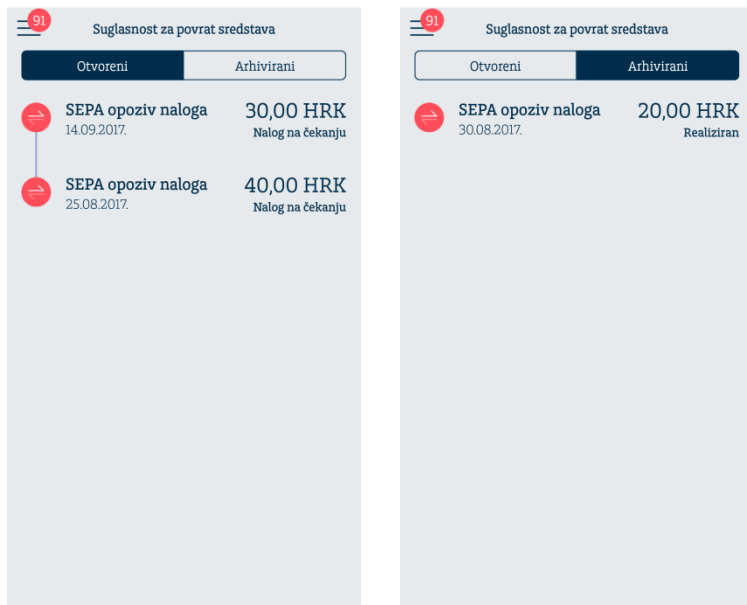 91
Suglasnost za povrat sredstava
Otvoreni
Arhivirani
SEPA opoziv naloga
30,00 HRK
14.09.2017.
Nalog na čekanju
SEPA opoziv naloga
40,00 HRK
25.08.2017.
Nalog na čekanju
91
Suglasnost za povrat sredstava
Otvoreni
Arhivirani
SEPA opoziv naloga
20,00 HRK
30.08.2017.
Realiziran